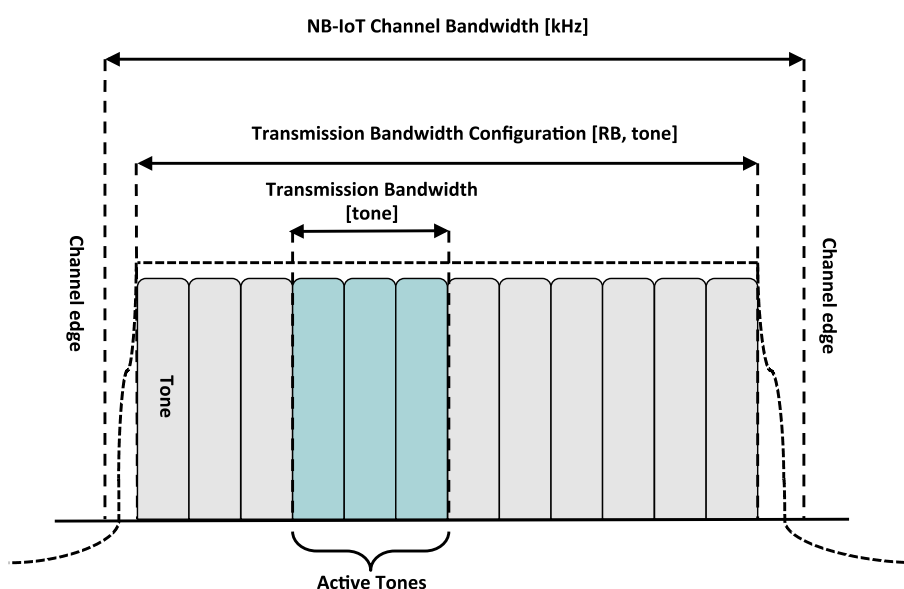 NB-IoT Channel Bandwidth [kHz]
Transmission Bandwidth Configuration [RB, tone]
Transmission Bandwidth
[tone]
Channel edge
Channel edge
Tone
Active Tones